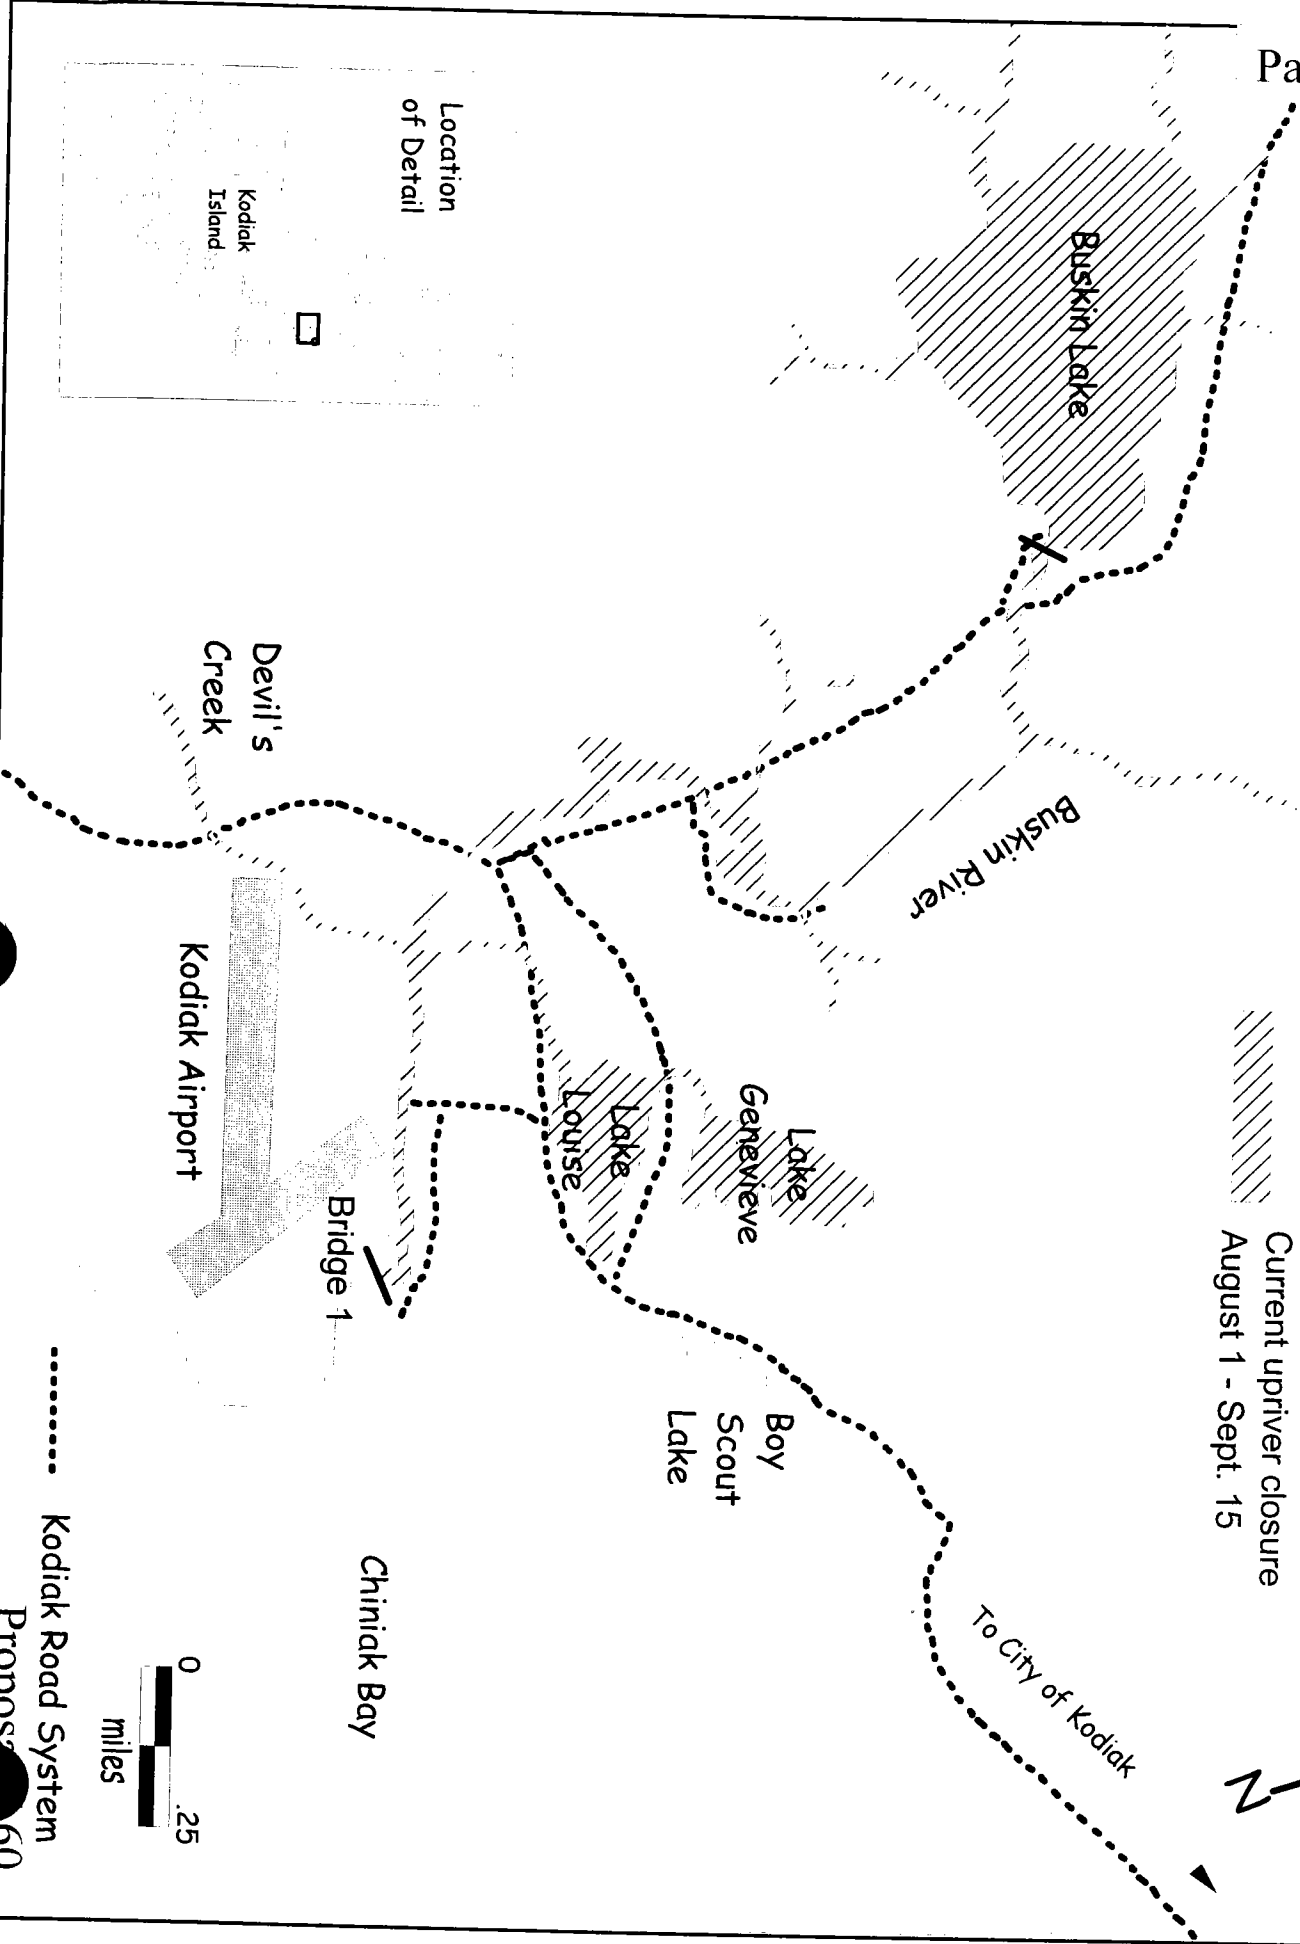 Pa
Current upriver closure
August 1 - Sept. 15
N
To City of Kodiak
Buskin Lake
Buskin River
Lake
Genevieve
Lake
Louise
Boy
Scout
Lake
Location
of Detail
Kodiak
Island
Devil's
Creek
Kodiak Airport
Bridge 1
Chiniak Bay
0 .25
miles
Kodiak Road System